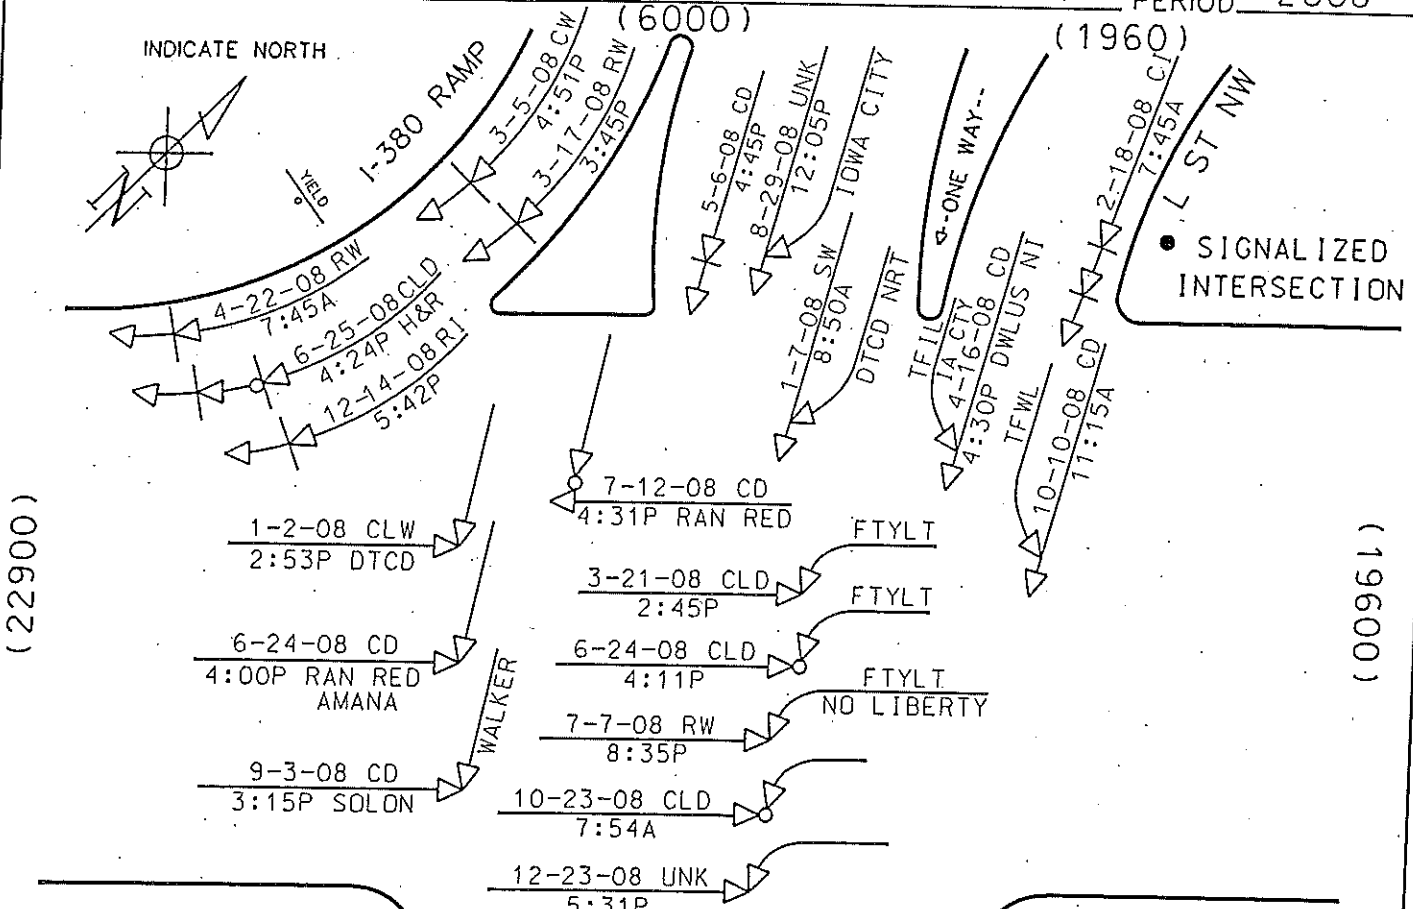 PERIOD 2008
(6000)
(1960)
INDICATE NORTH
N
I-380 RAMP
YIELD
3-5-08 CW
4:51P
3-17-08 RW
3:45P
5-6-08 CD
4:45P
8-29-08 UNK
12:05P
IOWA CITY
<--ONE WAY--
2-18-08 CI
7:45A
L ST NW
SIGNALIZED
INTERSECTION
4-22-08 RW
7:45A
6-25-08 CLD
4:24P H&R
12-14-08 RI
5:42P
1-7-08 SW
8:50A
DTCD NRT
TFIL
IA CTY
4-16-08 CD
4:30P DWLUS NI
TFWL
10-10-08 CD
11:15A
7-12-08 CD
4:31P RAN RED
1-2-08 CLW
2:53P DTCD
FTYLT
3-21-08 CLD
2:45P
FTYLT
6-24-08 CD
4:00P RAN RED
AMANA
6-24-08 CLD
4:11P
WALKER
FTYLT
NO LIBERTY
7-7-08 RW
8:35P
9-3-08 CD
3:15P SOLON
10-23-08 CLD
7:54A
12-23-08 UNK
5:31P
(22900)
(19600)